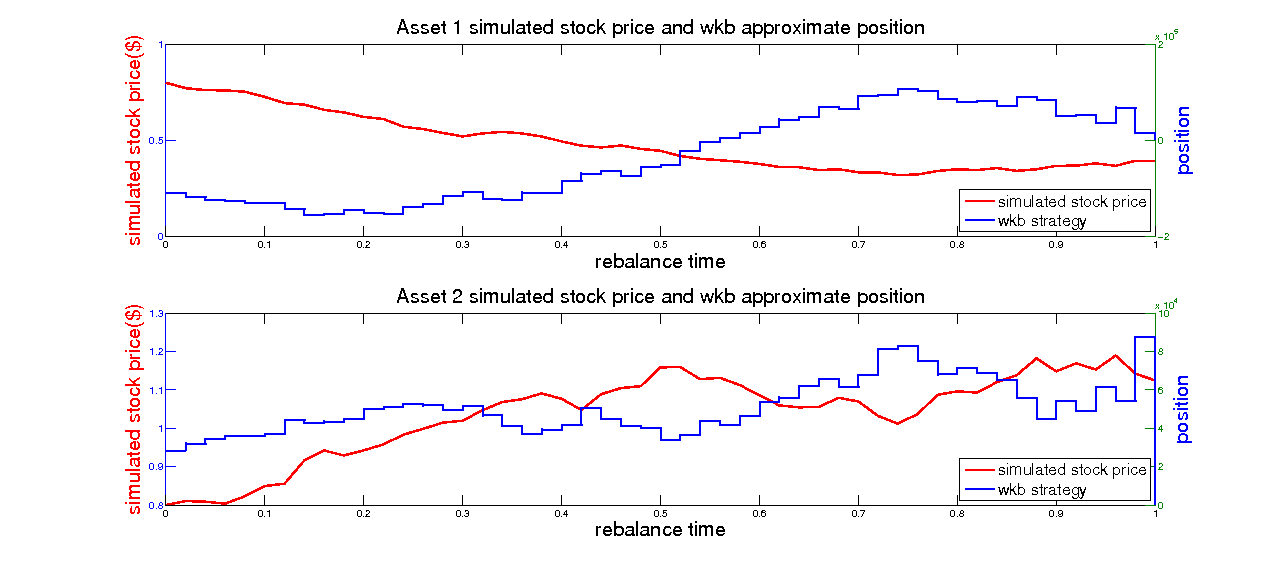 Asset 1 simulated stock price and wkb approximate position
x 10^5
1
0.5
0
simulated stock price($)
2
0
-2
position
simulated stock price
wkb strategy
0 0.1 0.2 0.3 0.4 0.5 0.6 0.7 0.8 0.9 1
rebalance time
Asset 2 simulated stock price and wkb approximate position
x 10^4
1.3
1.2
1.1
1
0.9
0.8
simulated stock price($)
10
8
6
4
2
0
position
simulated stock price
wkb strategy
0 0.1 0.2 0.3 0.4 0.5 0.6 0.7 0.8 0.9 1
rebalance time